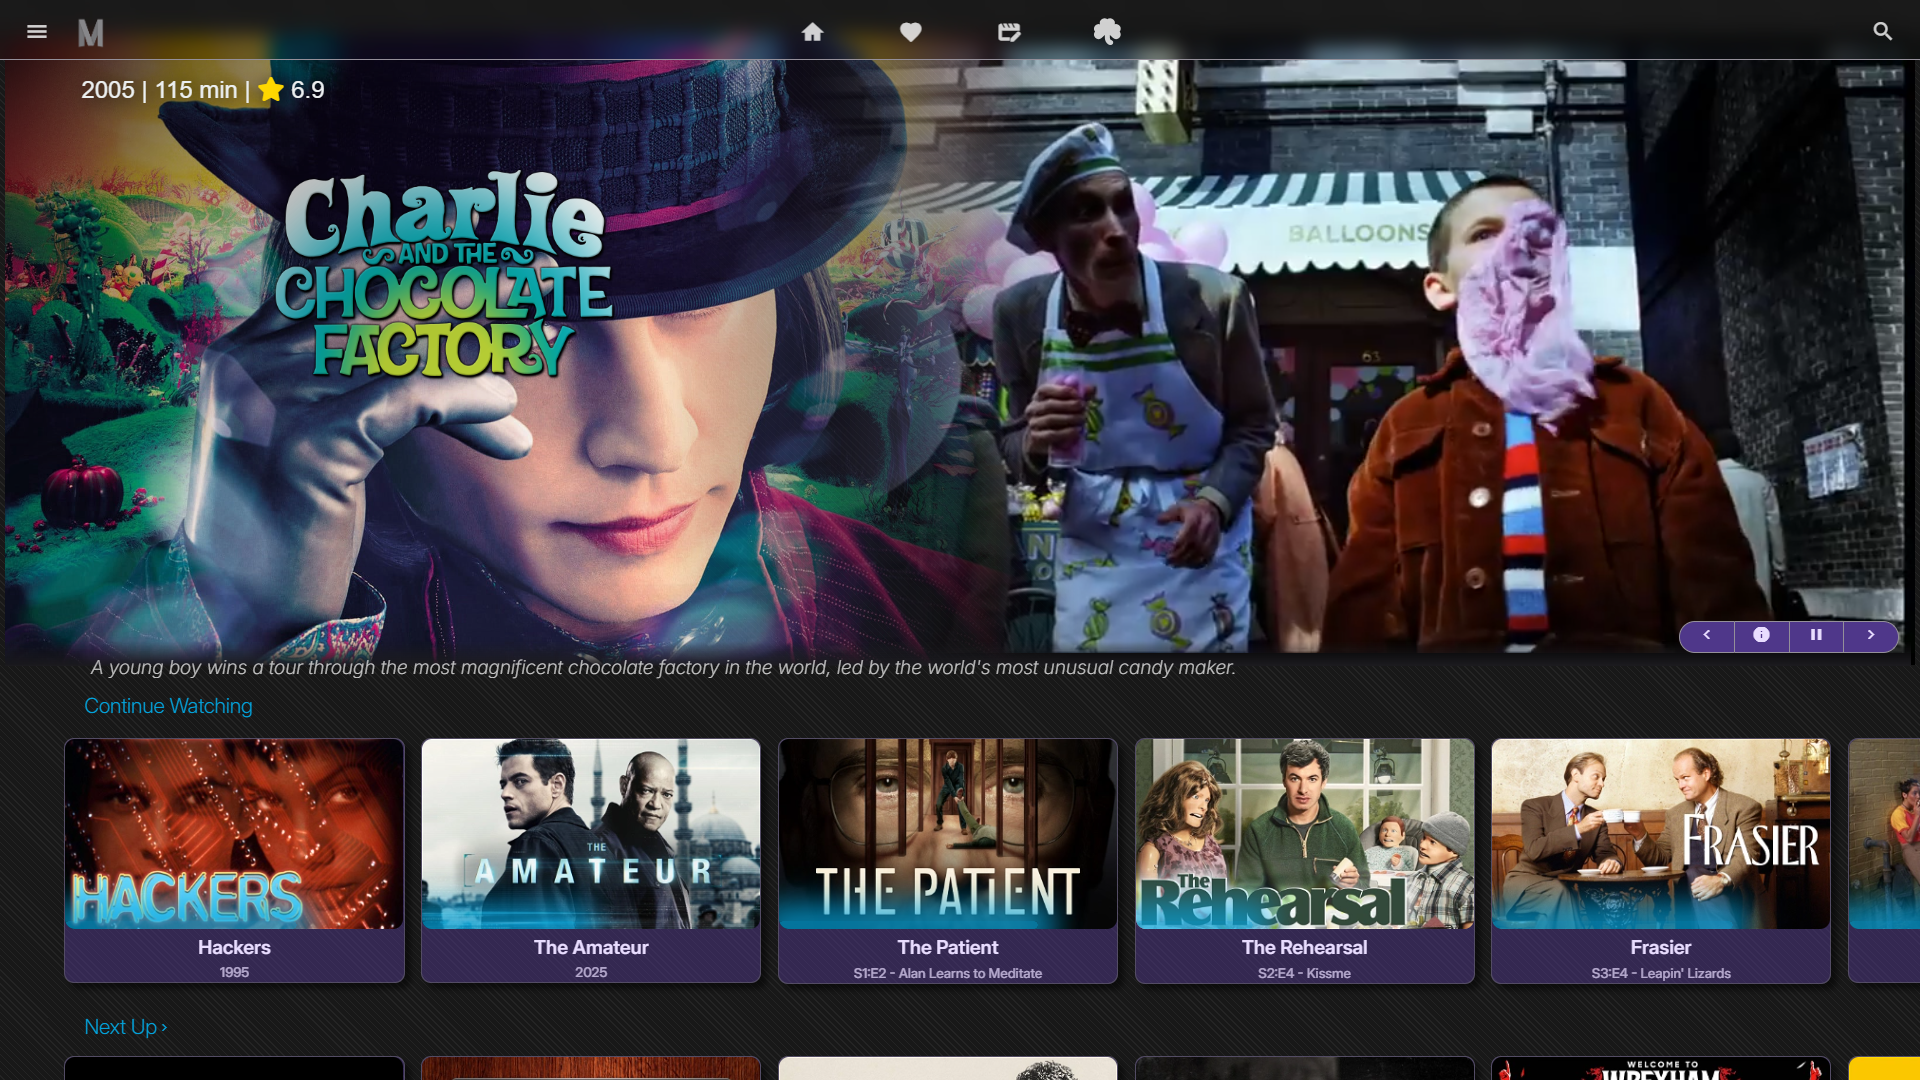 M
2005 | 115 min | 6.9
Charlie
AND THE
CHOCOLATE
FACTORY
BALLOONS
63
A young boy wins a tour through the most magnificent chocolate factory in the world, led by the world's most unusual candy maker.
Continue Watching
HACKERS
Hackers
1995
THE
AMATEUR
The Amateur
2025
THE PATIENT
The Patient
S1:E2 - Alan Learns to Meditate
The
Rehearsal
The Rehearsal
S2:E4 - Kissme
FRASIER
Frasier
S3:E4 - Leapin' Lizards
Next Up ›
WELCOME TO
WREXHAM